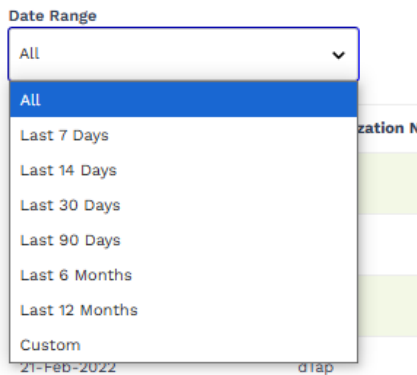 Date Range
All
All
Last 7 Days
zation N
Last 14 Days
Last 30 Days
Last 90 Days
Last 6 Months
Last 12 Months
Custom
21-Feb-2022 dTap